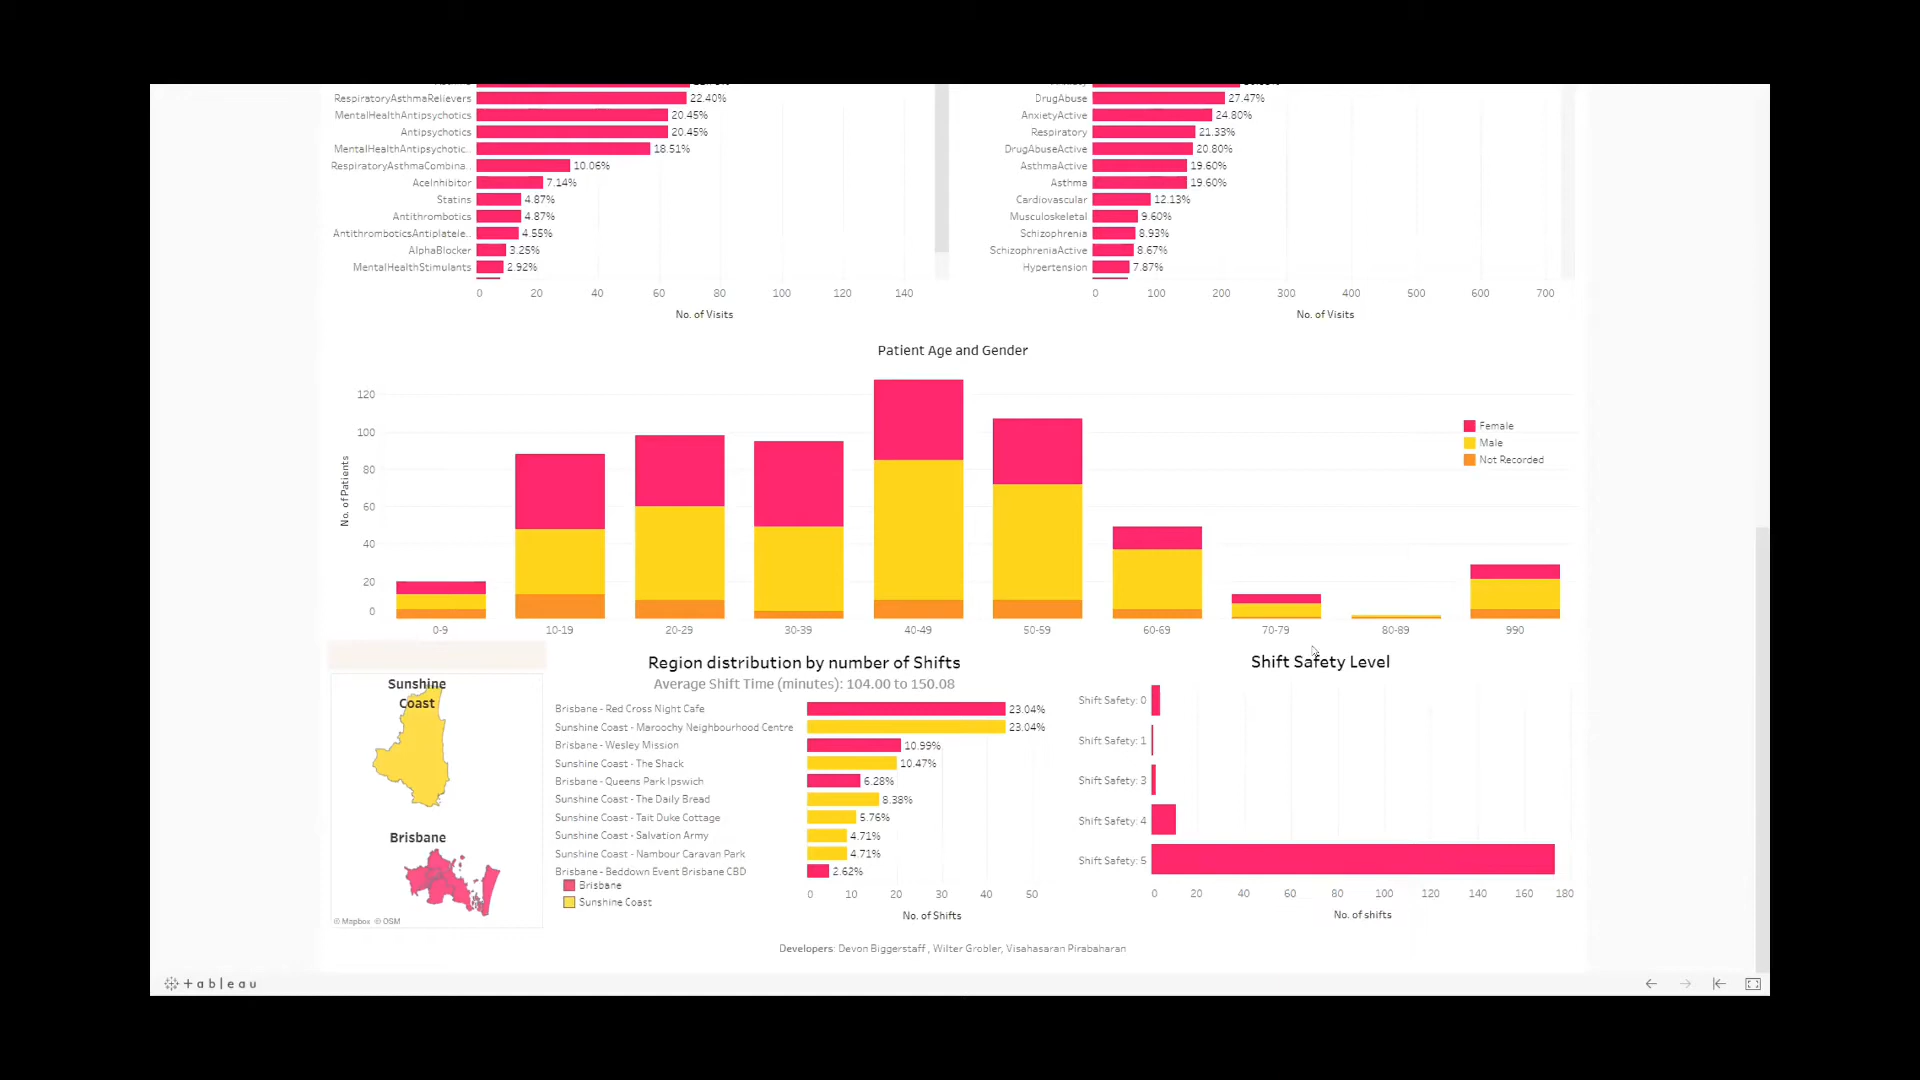 RespiratoryAsthmaRelievers 22.40%
MentalHealthAntipsychotics 20.45%
Antipsychotics 20.45%
MentalHealthAntipsychotic.. 18.51%
RespiratoryAsthmaCombina.. 10.06%
AceInhibitor 7.14%
Statins 4.87%
Antithrombotics 4.87%
AntithromboticsAntiplatele.. 4.55%
AlphaBlocker 3.25%
MentalHealthStimulants 2.92%
0 20 40 60 80 100 120 140
No. of Visits
DrugAbuse 27.47%
AnxietyActive 24.80%
Respiratory 21.33%
DrugAbuseActive 20.80%
AsthmaActive 19.60%
Asthma 19.60%
Cardiovascular 12.13%
Musculoskeletal 9.60%
Schizophrenia 8.93%
SchizophreniaActive 8.67%
Hypertension 7.87%
0 100 200 300 400 500 600 700
No. of Visits
Patient Age and Gender
No. of Patients
120
100
80
60
40
20
0
0-9 10-19 20-29 30-39 40-49 50-59 60-69 70-79 80-89 990
Female
Male
Not Recorded
Sunshine
Coast
Brisbane
© Mapbox © OSM
Region distribution by number of Shifts
Average Shift Time (minutes): 104.00 to 150.08
Brisbane - Red Cross Night Cafe 23.04%
Sunshine Coast - Maroochy Neighbourhood Centre 23.04%
Brisbane - Wesley Mission 10.99%
Sunshine Coast - The Shack 10.47%
Brisbane - Queens Park Ipswich 6.28%
Sunshine Coast - The Daily Bread 8.38%
Sunshine Coast - Tait Duke Cottage 5.76%
Sunshine Coast - Salvation Army 4.71%
Sunshine Coast - Nambour Caravan Park 4.71%
Brisbane - Beddown Event Brisbane CBD 2.62%
Brisbane
Sunshine Coast
0 10 20 30 40 50
No. of Shifts
Shift Safety Level
Shift Safety: 0
Shift Safety: 1
Shift Safety: 3
Shift Safety: 4
Shift Safety: 5
0 20 40 60 80 100 120 140 160 180
No. of shifts
Developers: Devon Biggerstaff , Wilter Grobler, Visahasaran Pirabaharan
+ a b l e a u